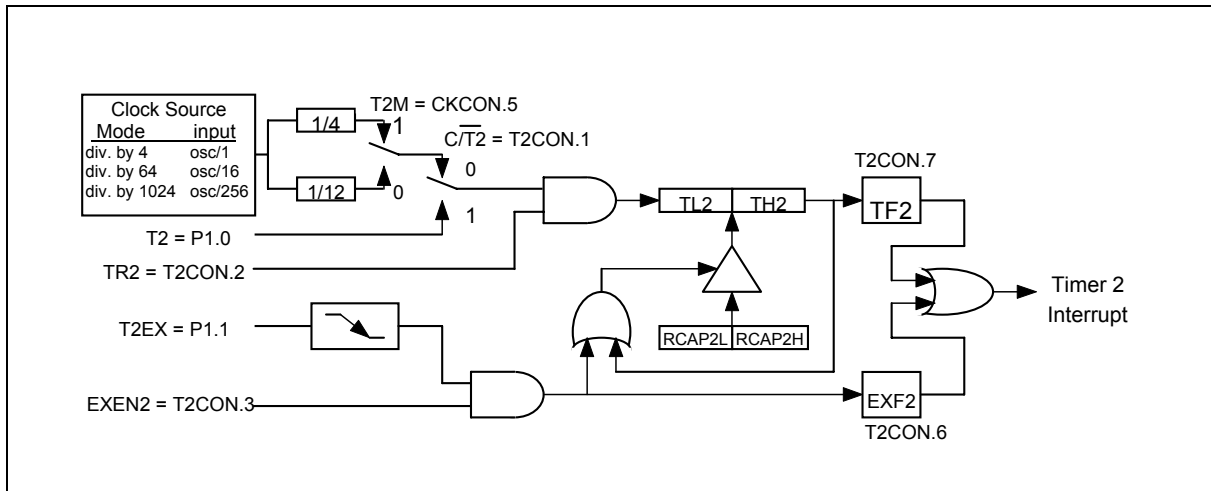 Clock Source
Mode input
div. by 4 osc/1
div. by 64 osc/16
div. by 1024 osc/256
1/4
1/12
T2M = CKCON.5
1
0
C/T2 = T2CON.1
0
1
T2 = P1.0
TR2 = T2CON.2
T2EX = P1.1
EXEN2 = T2CON.3
TL2 TH2
RCAP2L RCAP2H
T2CON.7
TF2
EXF2
T2CON.6
Timer 2
Interrupt